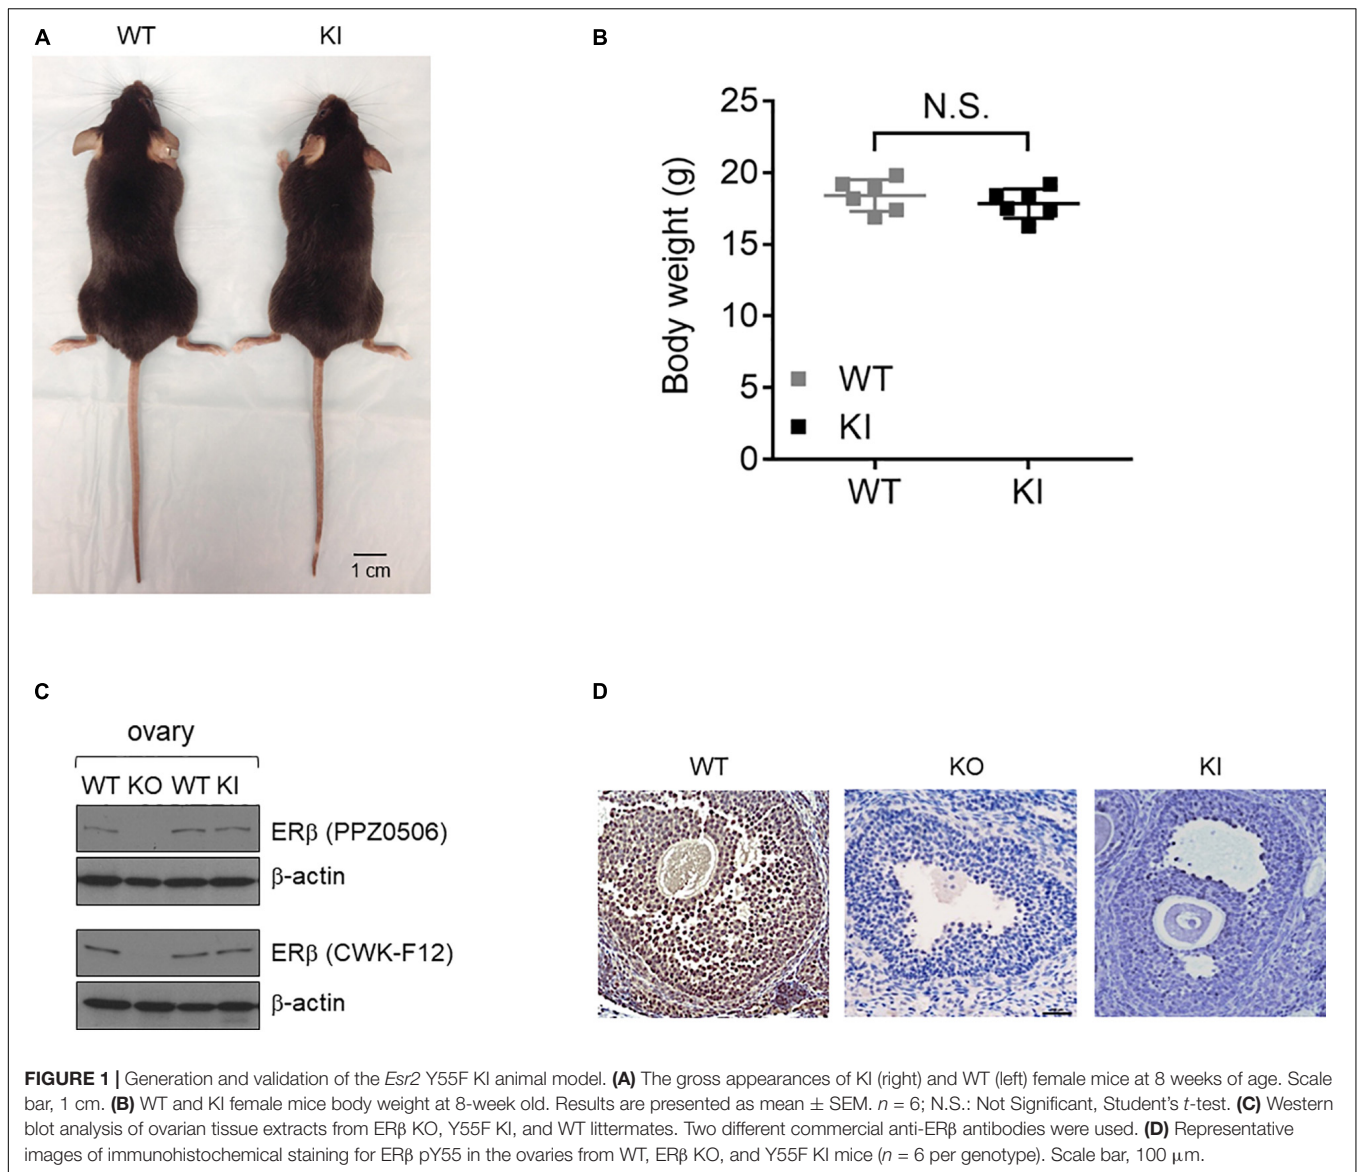 A
WT KI
1 cm
B
25
20
15
10
5
0
Body weight (g)
N.S.
WT
KI
WT KI
C
ovary
WT KO WT KI
ERβ (PPZ0506)
β-actin
ERβ (CWK-F12)
β-actin
D
WT KO KI
FIGURE 1 | Generation and validation of the Esr2 Y55F KI animal model. (A) The gross appearances of KI (right) and WT (left) female mice at 8 weeks of age. Scale
bar, 1 cm. (B) WT and KI female mice body weight at 8-week old. Results are presented as mean ± SEM. n = 6; N.S.: Not Significant, Student's t-test. (C) Western
blot analysis of ovarian tissue extracts from ERβ KO, Y55F KI, and WT littermates. Two different commercial anti-ERβ antibodies were used. (D) Representative
images of immunohistochemical staining for ERβ pY55 in the ovaries from WT, ERβ KO, and Y55F KI mice (n = 6 per genotype). Scale bar, 100 μm.